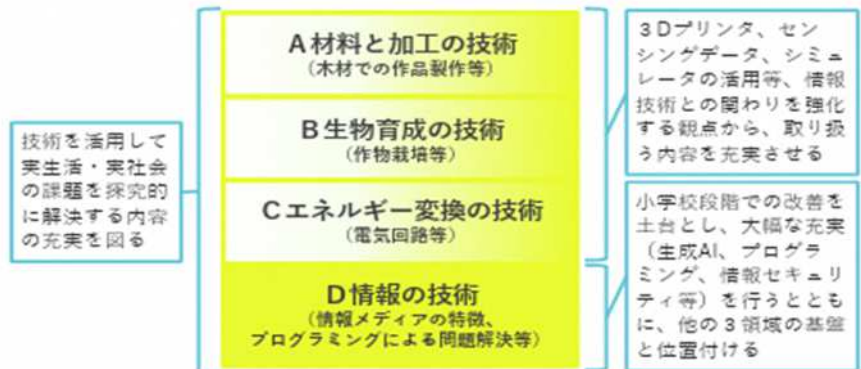 技術を活用して
実生活・実社会
の課題を探究的
に解決する内容
の充実を図る
A材料と加工の技術
(木材での作品製作等)
B生物育成の技術
(作物栽培等)
Cエネルギー変換の技術
(電気回路等)
D情報の技術
(情報メディアの特徴、
プログラミングによる問題解決等)
3Dプリンタ、セン
シングデータ、シミュ
レータの活用等、情報
技術との関わりを強化
する観点から、取り扱
う内容を充実させる
小学校段階での改善を
土台とし、大幅な充実
(生成AI、プログラ
ミング、情報セキュリ
ティ等)を行うととも
に、他の3領域の基盤
と位置付ける